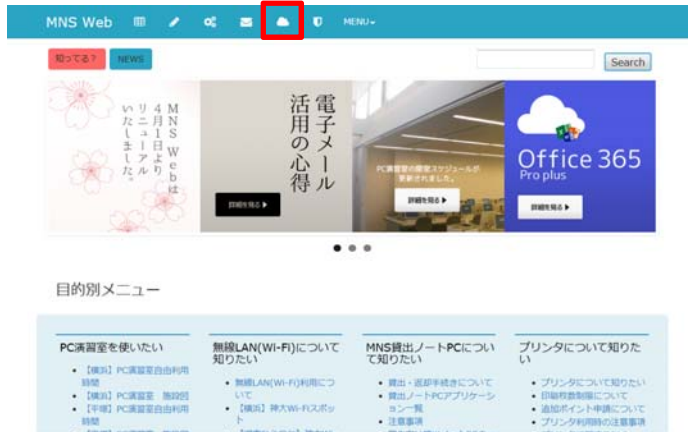 MNS Web
MENU
知ってる?
NEWS
Search
MNS Webは
4月1日より
リニューアル
いたしました。
電子メール
活用の心得
詳細を見る
PC演習室の開室スケジュールが
更新されました。
詳細を見る
Office 365
Pro plus
詳細を見る
目的別メニュー
PC演習室を使いたい
【横浜】PC演習室自由利用
時間
【横浜】PC演習室 施設図
【平塚】PC演習室自由利用
時間
無線LAN(Wi-Fi)について
知りたい
無線LAN(Wi-Fi)利用につ
いて
【横浜】神大Wi-Fiスポッ
ト
MNS貸出ノートPCについ
て知りたい
貸出・返却手続きについて
貸出ノートPCアプリケーシ
ョン一覧
注意事項
プリンタについて知りた
い
プリンタについて知りたい
印刷枚数制限について
追加ポイント申請について
プリンタ利用時の注意事項